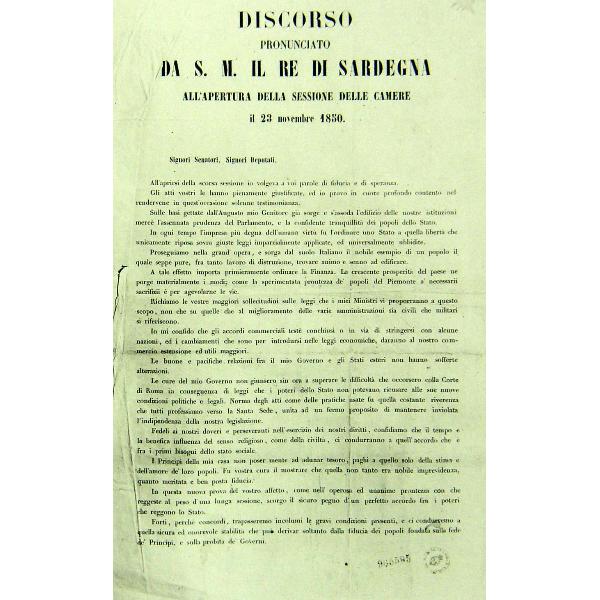 DISCORSO
PRONUNCIATO
DA S. M. IL RE DI SARDEGNA
ALL'APERTURA DELLA SESSIONE DELLE CAMERE
il 23 novembre 1850.
Signori Senatori, Signori Deputati,
All'aprirsi della scorsa sessione io volgeva a voi parole di fiducia e di speranza.
Gli atti vostri le hanno pienamente giustificate, ed io provo in cuore profondo contento nel
rendervene in quest'occasione solenne testimonianza.
Sulle basi gettate dall'Augusto mio Genitore già sorge e s'assoda l'edifizio delle nostre istituzioni
mercè l'assennata prudenza del Parlamento, e la confidente tranquillità dei popoli dello Stato.
In ogni tempo l'impresa più degna dell'umana virtù fu l'ordinare uno Stato a quella libertà che
unicamente riposa sovra giuste leggi imparzialmente applicate, ed universalmente ubbidite.
Proseguiamo nella grand'opera, e sorga dal suolo Italiano il nobile esempio di un popolo il
quale seppe pure, fra tanto lavoro di distruzione, trovare animo e senno ad edificare.
A tale effetto importa primieramente ordinare la Finanza. La crescente prosperità del paese ne
porge materialmente i modi; come la sperimentata prontezza de' popoli del Piemonte a' necessarii
sacrifizii è per agevolarne le vie.
Richiamo le vostre maggiori sollecitudini sulle leggi che i miei Ministri vi proporranno a questo
scopo, non che su quelle che al miglioramento delle varie amministrazioni sia civili che militari
si riferiscono.
Io mi confido che gli accordi commerciali testè conchiusi o in via di stringersi con alcune
nazioni, ed i cambiamenti che sono per introdursi nelle leggi economiche, daranno al nostro com-
mercio estensione ed utili maggiori.
Le buone e pacifiche relazioni fra il mio Governo e gli Stati esteri non hanno sofferte
alterazioni.
Le cure del mio Governo non giunsero sin ora a superare le difficoltà che occorsero colla Corte
di Roma in conseguenza di leggi che i poteri dello Stato non potevano ricusare alle sue nuove
condizioni politiche e legali. Norma degli atti come delle pratiche usate fu quella costante riverenza
che tutti professiamo verso la Santa Sede, unita ad un fermo proposito di mantenere inviolata
l'indipendenza della nostra legislazione.
Fedeli ai nostri doveri e perseveranti nell'esercizio dei nostri diritti, confidiamo che il tempo e
la benefica influenza del senso religioso, come della civiltà, ci condurranno a quell'accordo che è
fra i primi bisogni dello stato sociale.
I Principi della mia casa non poser mente ad adunar tesoro, paghi a quello solo della stima e
dell'amore de' loro popoli. Fu vostra cura il mostrare che quella non tanto era nobile imprevidenza,
quanto meritata e ben posta fiducia.
In questa nuova prova del vostro affetto, come nell'operosa ed unanime prontezza con che
reggeste al peso d'una lunga sessione, scorgo il sicuro pegno d'un perfetto accordo fra i poteri
che reggono lo Stato.
Forti, perchè concordi, trapasseremo incolumi le gravi condizioni presenti, e ci condurremo a
quella sicura ed onorevole stabilità che può derivar soltanto dalla fiducia dei popoli fondata sulla fede
de' Principi, e sulla probità de' Governi.